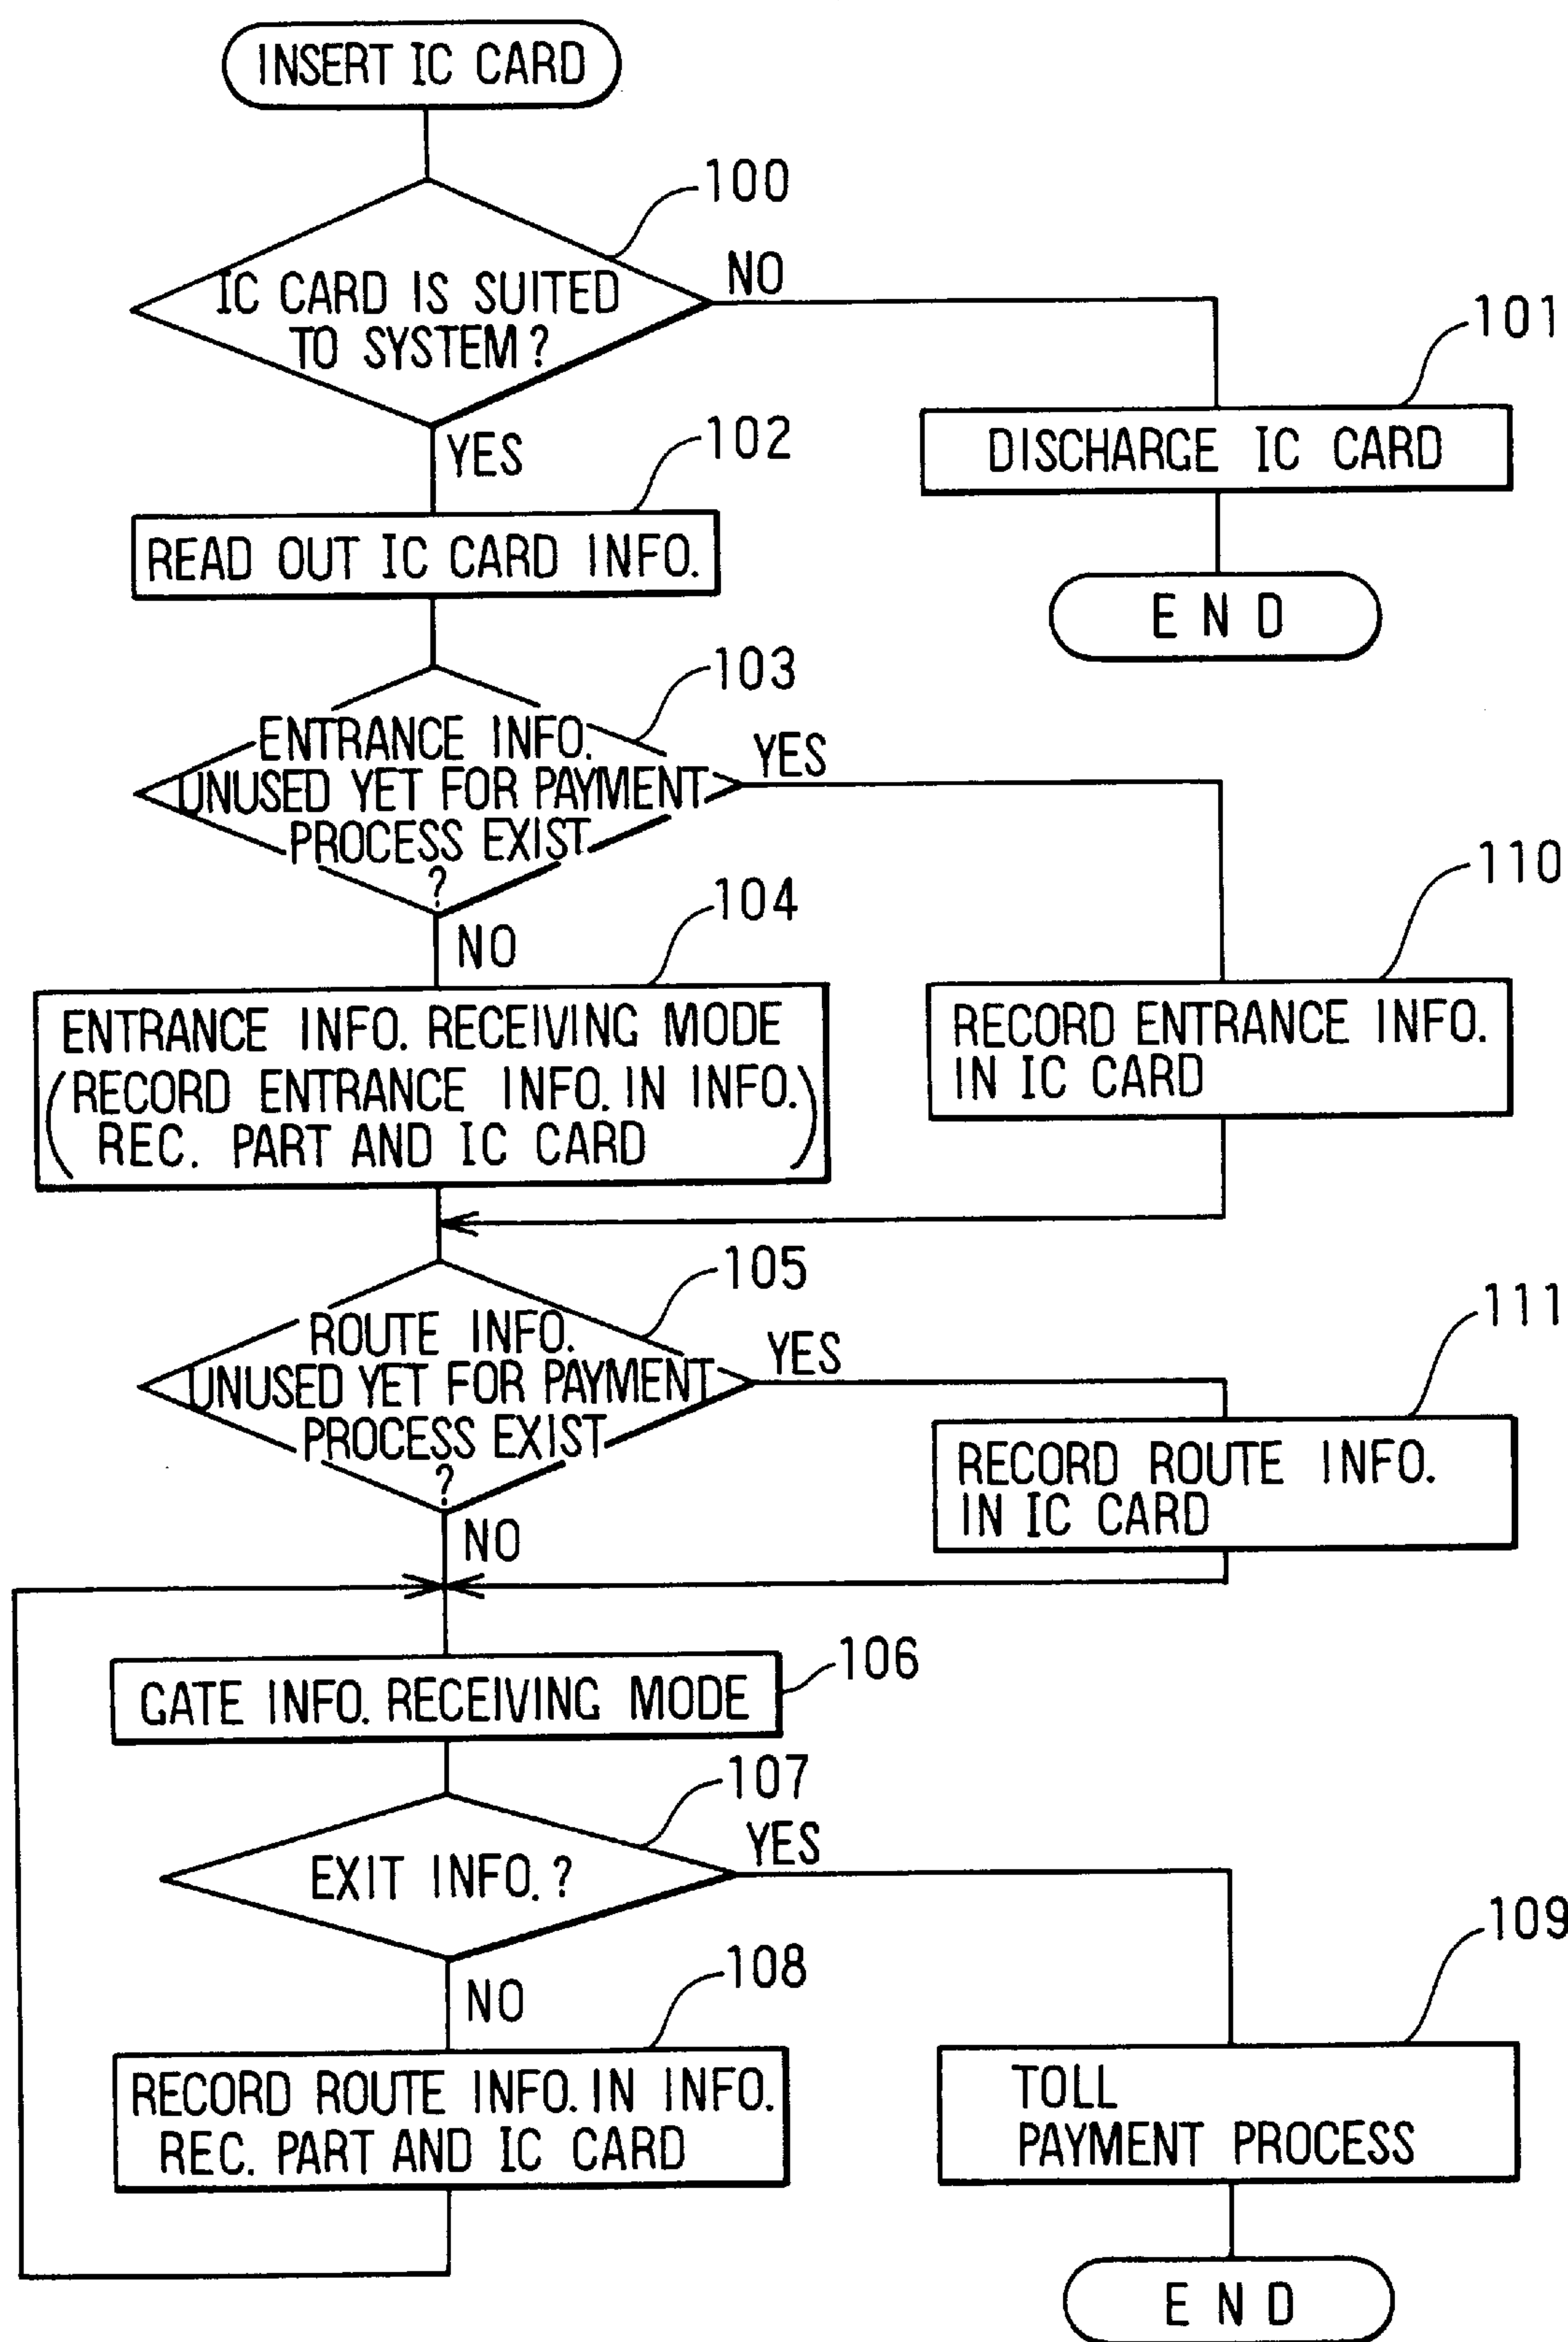 INSERT IC CARD
100
IC CARD IS SUITED
TO SYSTEM?
NO
101
DISCHARGE IC CARD
END
YES
102
READ OUT IC CARD INFO.
103
ENTRANCE INFO.
UNUSED YET FOR PAYMENT
PROCESS EXIST
?
YES
110
RECORD ENTRANCE INFO.
IN IC CARD
NO
104
ENTRANCE INFO. RECEIVING MODE
(RECORD ENTRANCE INFO. IN INFO.
REC. PART AND IC CARD)
105
ROUTE INFO.
UNUSED YET FOR PAYMENT
PROCESS EXIST
?
YES
111
RECORD ROUTE INFO.
IN IC CARD
NO
106
GATE INFO. RECEIVING MODE
107
EXIT INFO.?
YES
109
TOLL
PAYMENT PROCESS
END
NO
108
RECORD ROUTE INFO. IN INFO.
REC. PART AND IC CARD